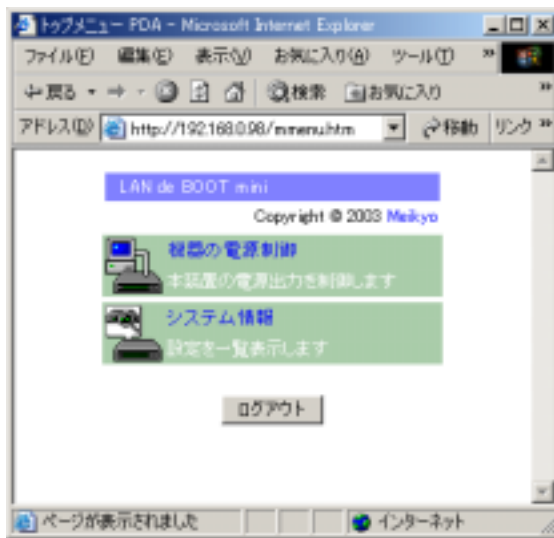 トップメニュー PDA - Microsoft Internet Explorer
ファイル(F) 編集(E) 表示(V) お気に入り(A) ツール(T) »
戻る 検索 お気に入り »
アドレス(D) http://192.168.0.98/mmenu.htm 移動 リンク »
LAN de BOOT mini
Copyright © 2003 Meikyo
機器の電源制御
本装置の電源出力を制御します
システム情報
設定を一覧表示します
ログアウト
ページが表示されました インターネット